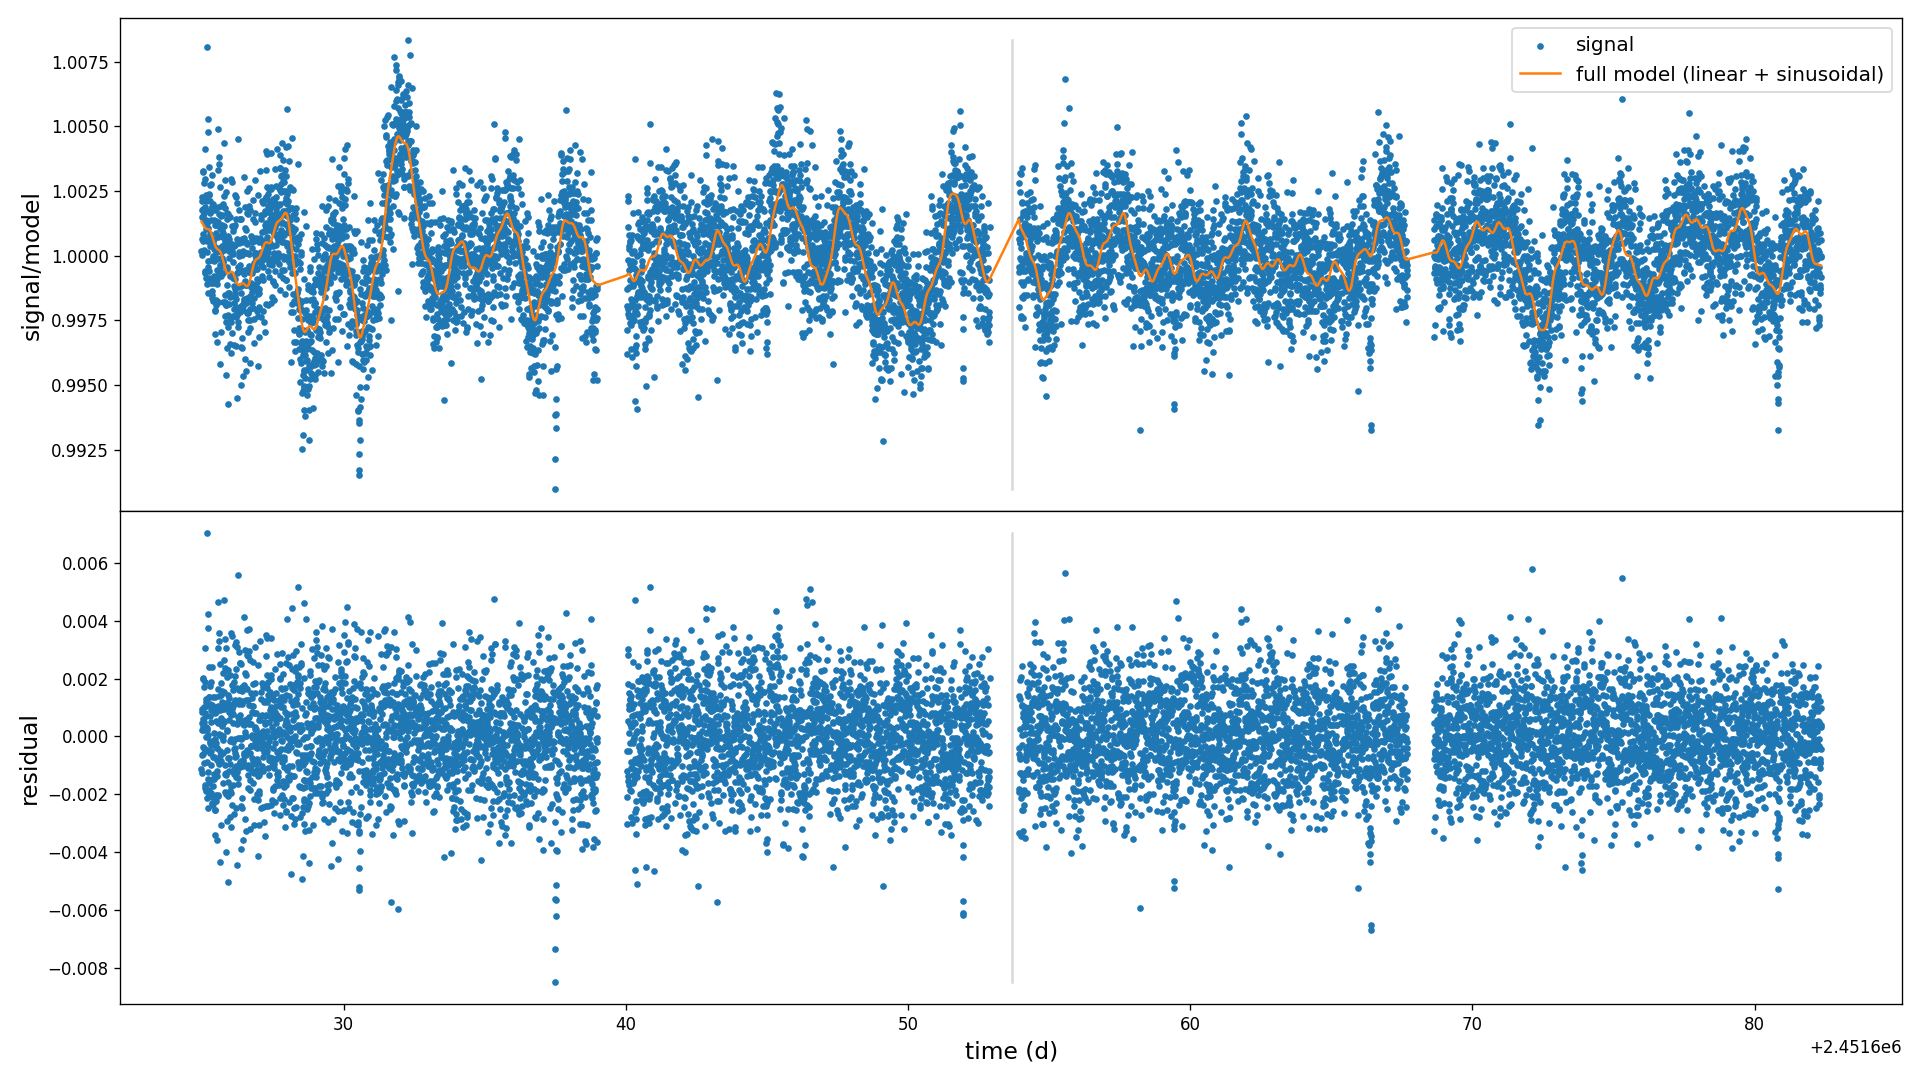 signal
full model (linear + sinusoidal)
1.0075
1.0050
1.0025
1.0000
0.9975
0.9950
0.9925
signal/model
0.006
0.004
0.002
0.000
−0.002
−0.004
−0.006
−0.008
residual
30 40 50 60 70 80
time (d)
+2.4516e6